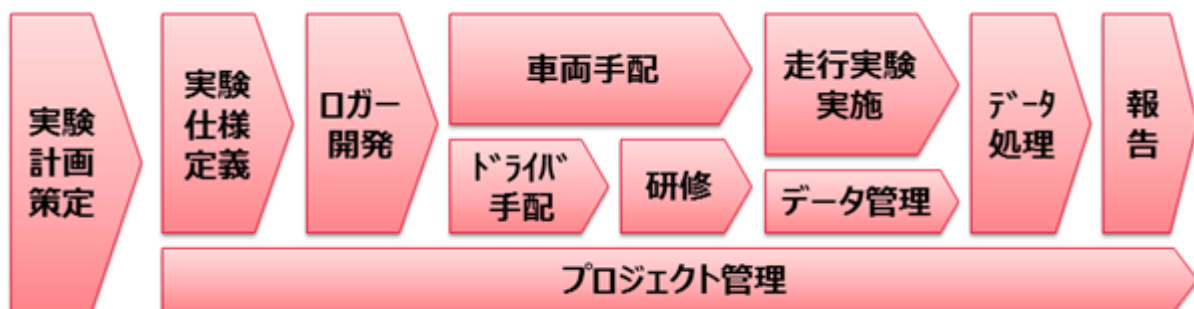 実験
計画
策定
実験
仕様
定義
ロガー
開発
車両手配
ﾄﾞﾗｲﾊﾞ
手配
研修
走行実験
実施
データ管理
ﾃﾞｰﾀ
処理
報
告
プロジェクト管理